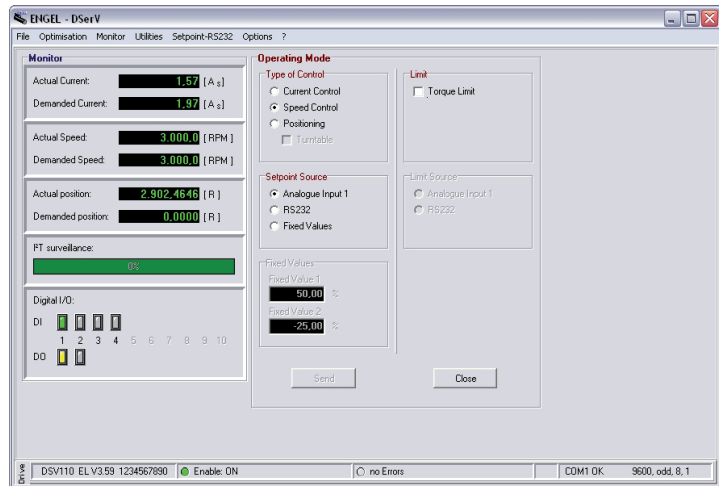 ENGEL - DSerV
File Optimisation Monitor Utilities Setpoint-RS232 Options ?
Monitor
Actual Current: 1,57 [ A s]
Demanded Current: 1,97 [ A s]
Actual Speed: 3.000,0 [ RPM ]
Demanded Speed: 3.000,0 [ RPM ]
Actual position: 2.902,4646 [ R ]
Demanded position: 0,0000 [ R ]
I²T surveillance:
0%
Digital I/O:
DI
1 2 3 4 5 6 7 8 9 10
DO
Operating Mode
Type of Control
Current Control
Speed Control
Positioning
Turntable
Limit
Torque Limit
Setpoint Source
Analogue Input 1
RS232
Fixed Values
Limit Source
Analogue Input 1
RS232
Fixed Values
Fixed Value 1
50,00 %
Fixed Value 2
-25,00 %
Send
Close
Drive
DSV110 EL V3.59 1234567890
Enable: ON
no Errors
COM1 OK
9600, odd, 8, 1